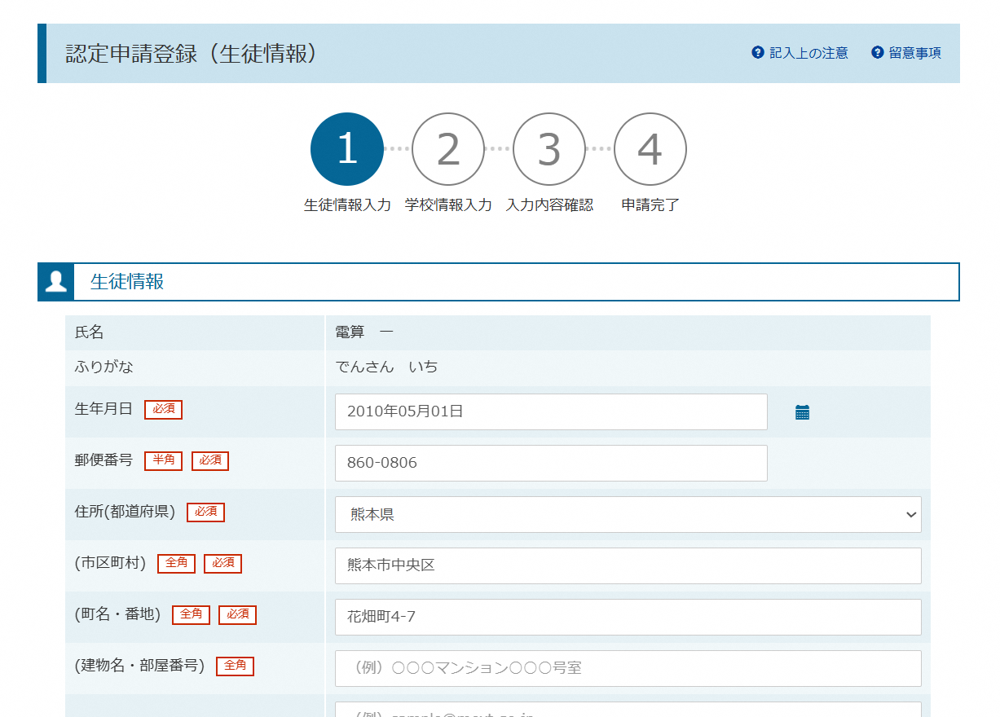 認定申請登録（生徒情報） 記入上の注意 留意事項
1 2 3 4
生徒情報入力 学校情報入力 入力内容確認 申請完了
生徒情報
氏名 電算　一
ふりがな でんさん　いち
生年月日 必須 2010年05月01日
郵便番号 半角 必須 860-0806
住所(都道府県) 必須 熊本県
(市区町村) 全角 必須 熊本市中央区
(町名・番地) 全角 必須 花畑町4-7
(建物名・部屋番号) 全角 （例）〇〇〇マンション〇〇〇号室